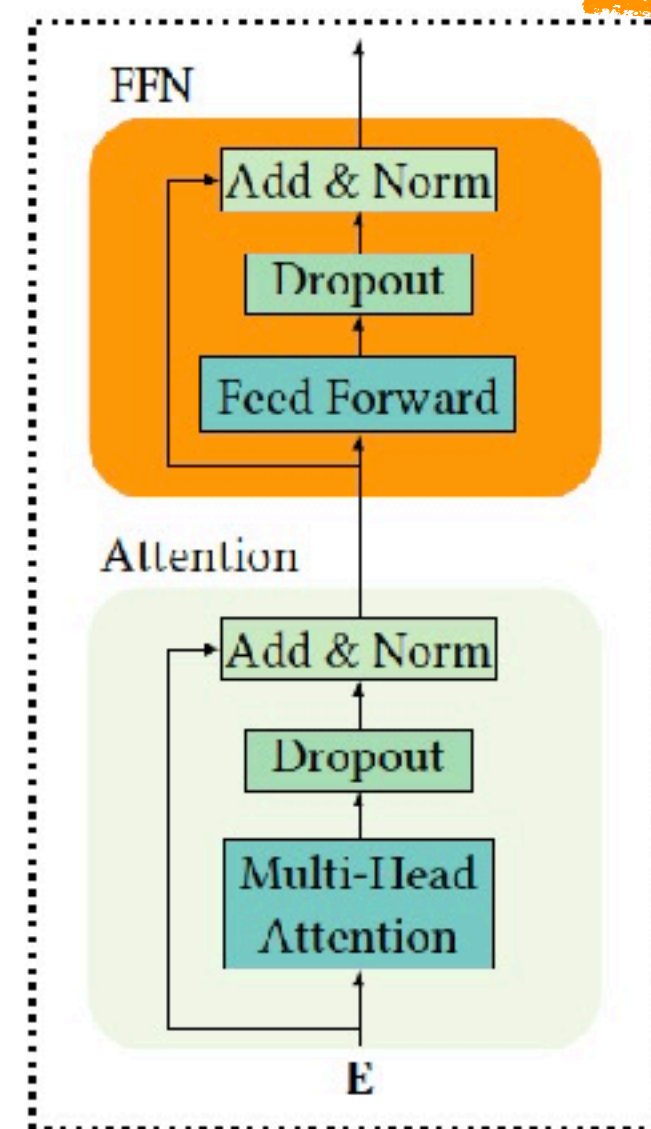 FFN
Add & Norm
Dropout
Feed Forward
Attention
Add & Norm
Dropout
Multi-Head
Attention
E